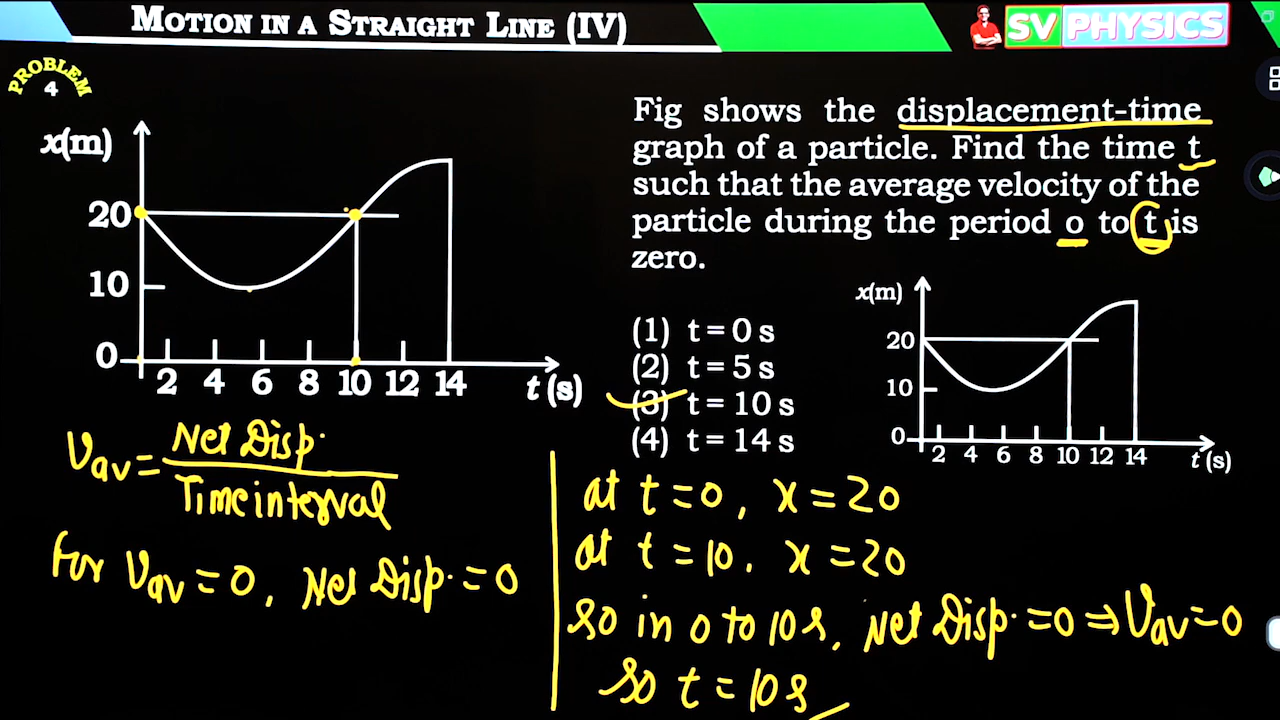 MOTION IN A STRAIGHT LINE (IV)
SV PHYSICS
PROBLEM
4
x(m)
20
10
0
2 4 6 8 10 12 14
t (s)
Fig shows the displacement-time
graph of a particle. Find the time t
such that the average velocity of the
particle during the period o to t is
zero.
(1) t = 0 s
(2) t = 5 s
(3) t = 10 s
(4) t = 14 s
x(m)
20
10
0
2 4 6 8 10 12 14
t (s)
Vav = Net Disp.
Time interval
For Vav = 0, Net Disp. = 0
at t = 0, x = 20
at t = 10, x = 20
so in 0 to 10s, Net Disp. = 0 ⇒ Vav = 0
so t = 10s